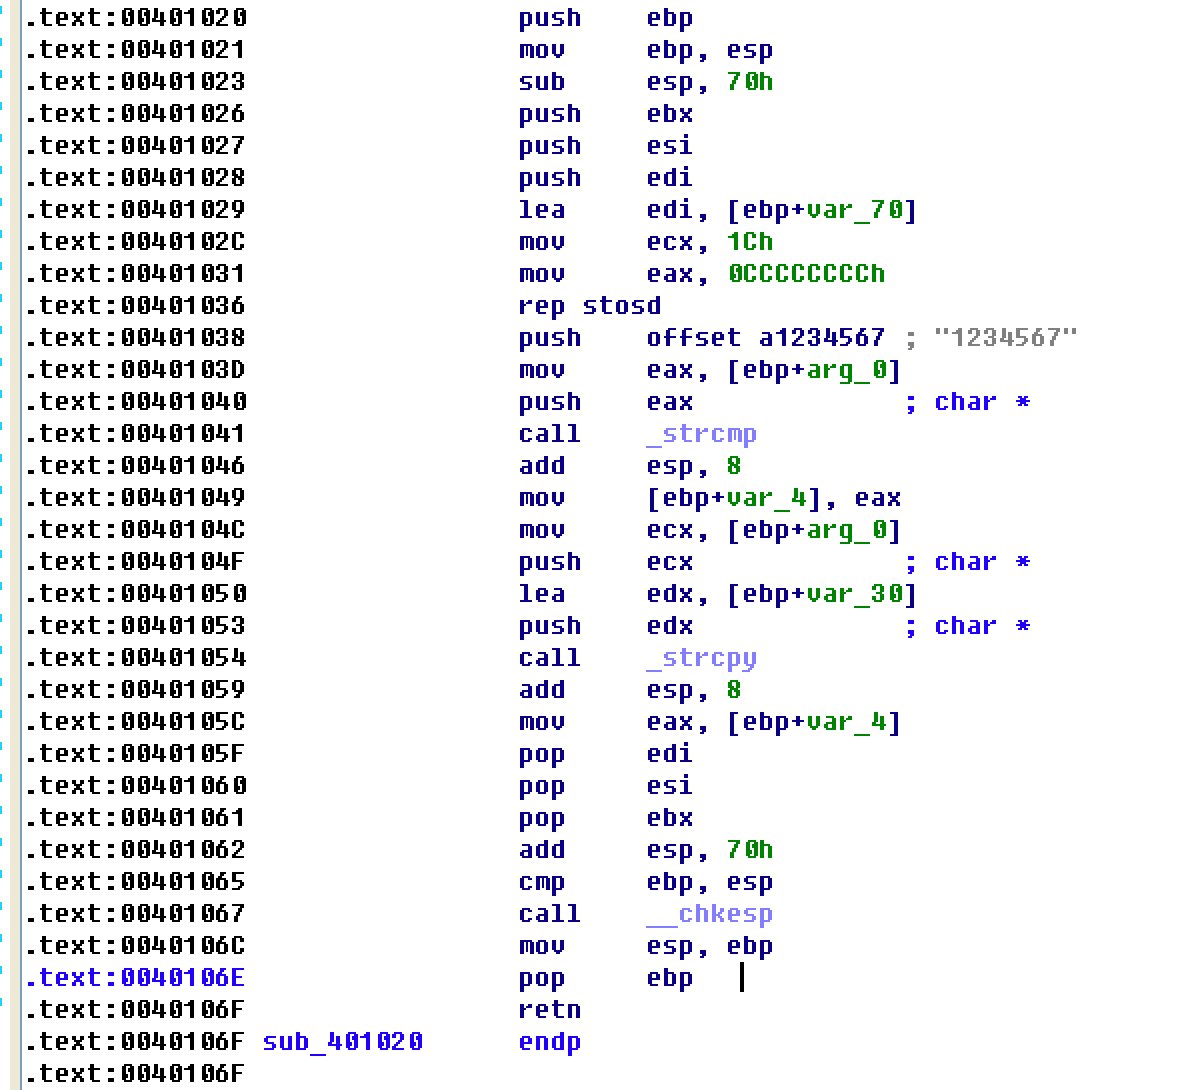 .text:00401020 push ebp
.text:00401021 mov ebp, esp
.text:00401023 sub esp, 70h
.text:00401026 push ebx
.text:00401027 push esi
.text:00401028 push edi
.text:00401029 lea edi, [ebp+var_70]
.text:0040102C mov ecx, 1Ch
.text:00401031 mov eax, 0CCCCCCCCh
.text:00401036 rep stosd
.text:00401038 push offset a1234567 ; "1234567"
.text:0040103D mov eax, [ebp+arg_0]
.text:00401040 push eax ; char *
.text:00401041 call _strcmp
.text:00401046 add esp, 8
.text:00401049 mov [ebp+var_4], eax
.text:0040104C mov ecx, [ebp+arg_0]
.text:0040104F push ecx ; char *
.text:00401050 lea edx, [ebp+var_30]
.text:00401053 push edx ; char *
.text:00401054 call _strcpy
.text:00401059 add esp, 8
.text:0040105C mov eax, [ebp+var_4]
.text:0040105F pop edi
.text:00401060 pop esi
.text:00401061 pop ebx
.text:00401062 add esp, 70h
.text:00401065 cmp ebp, esp
.text:00401067 call __chkesp
.text:0040106C mov esp, ebp
.text:0040106E pop ebp
.text:0040106F retn
.text:0040106F sub_401020 endp
.text:0040106F